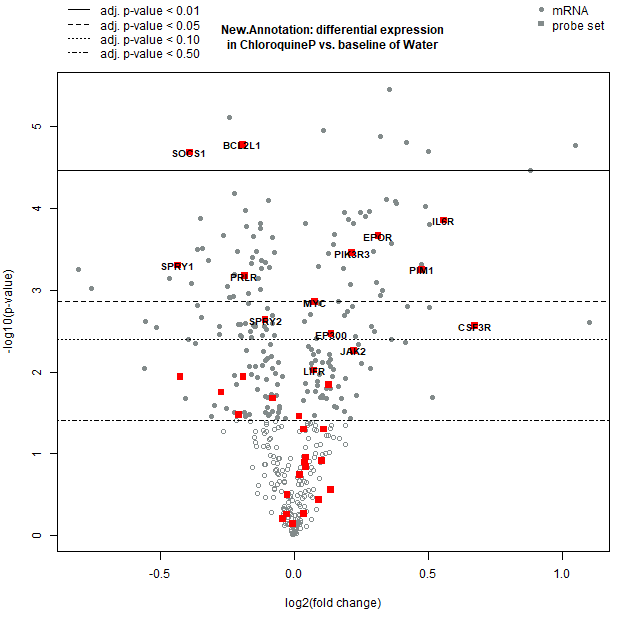 adj. p-value < 0.01
adj. p-value < 0.05
adj. p-value < 0.10
adj. p-value < 0.50
New.Annotation: differential expression
in ChloroquineP vs. baseline of Water
mRNA
probe set
BCL2L1
SOCS1
IL5R
EPOR
PIK3R3
SPRY1
PIM1
PRLR
MYC
SPRY2
CSF3R
EP300
JAK2
LIFR
0
1
2
3
4
5
-log10(p-value)
-0.5
0.0
0.5
1.0
log2(fold change)